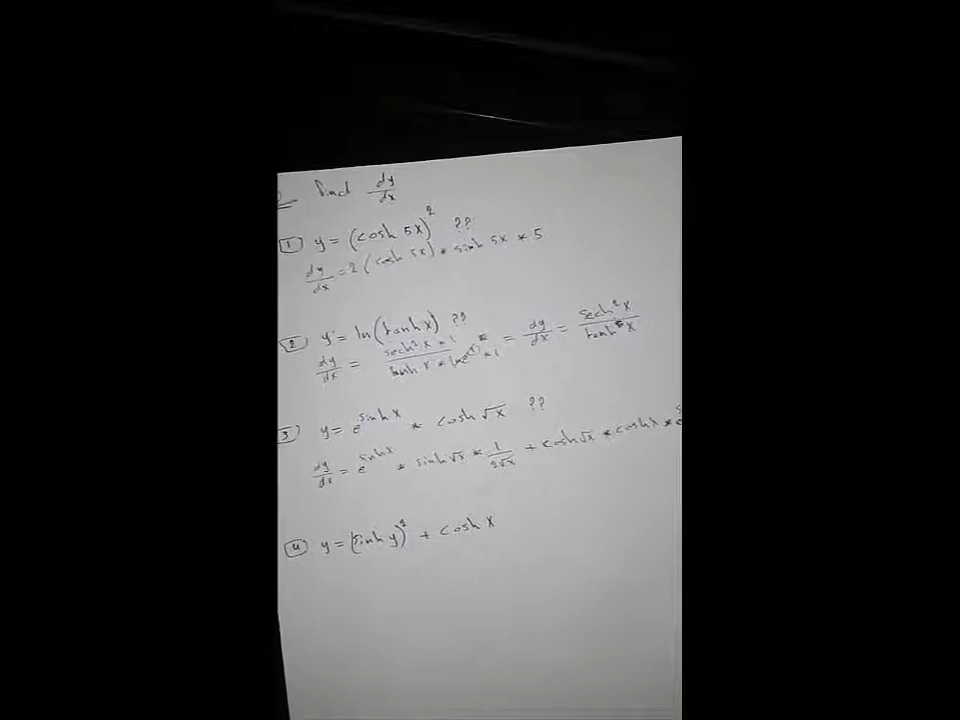 find dy/dx
1 y = (cosh 5x)² ??
dy/dx = 2 (cosh 5x) * sinh 5x * 5
2 y = ln(tanh x) ??
dy/dx = sech² x * 1 / tanh x * * 1 = dy/dx = sech² x / tanh x
3 y = e^sinh x * cosh √x ??
dy/dx = e^sinh x * sinh √x * 1/2√x + cosh √x * cosh x * e
4 y = (sinh y)² + cosh x